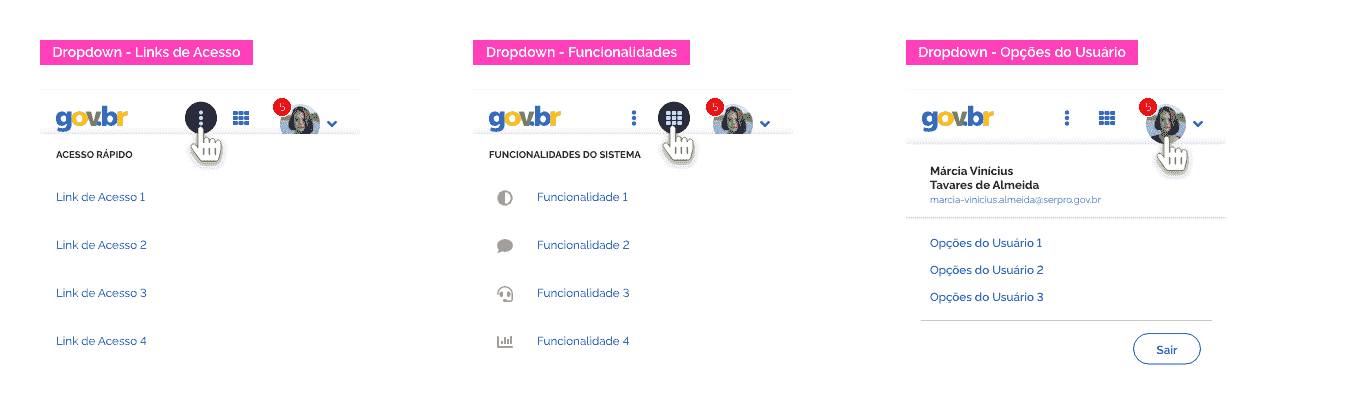 Dropdown - Links de Acesso
gov.br
5
ACESSO RÁPIDO
Link de Acesso 1
Link de Acesso 2
Link de Acesso 3
Link de Acesso 4
Dropdown - Funcionalidades
gov.br
5
FUNCIONALIDADES DO SISTEMA
Funcionalidade 1
Funcionalidade 2
Funcionalidade 3
Funcionalidade 4
Dropdown - Opções do Usuário
gov.br
5
Márcia Vinícius
Tavares de Almeida
marcia-vinicius.almeida@serpro.gov.br
Opções do Usuário 1
Opções do Usuário 2
Opções do Usuário 3
Sair